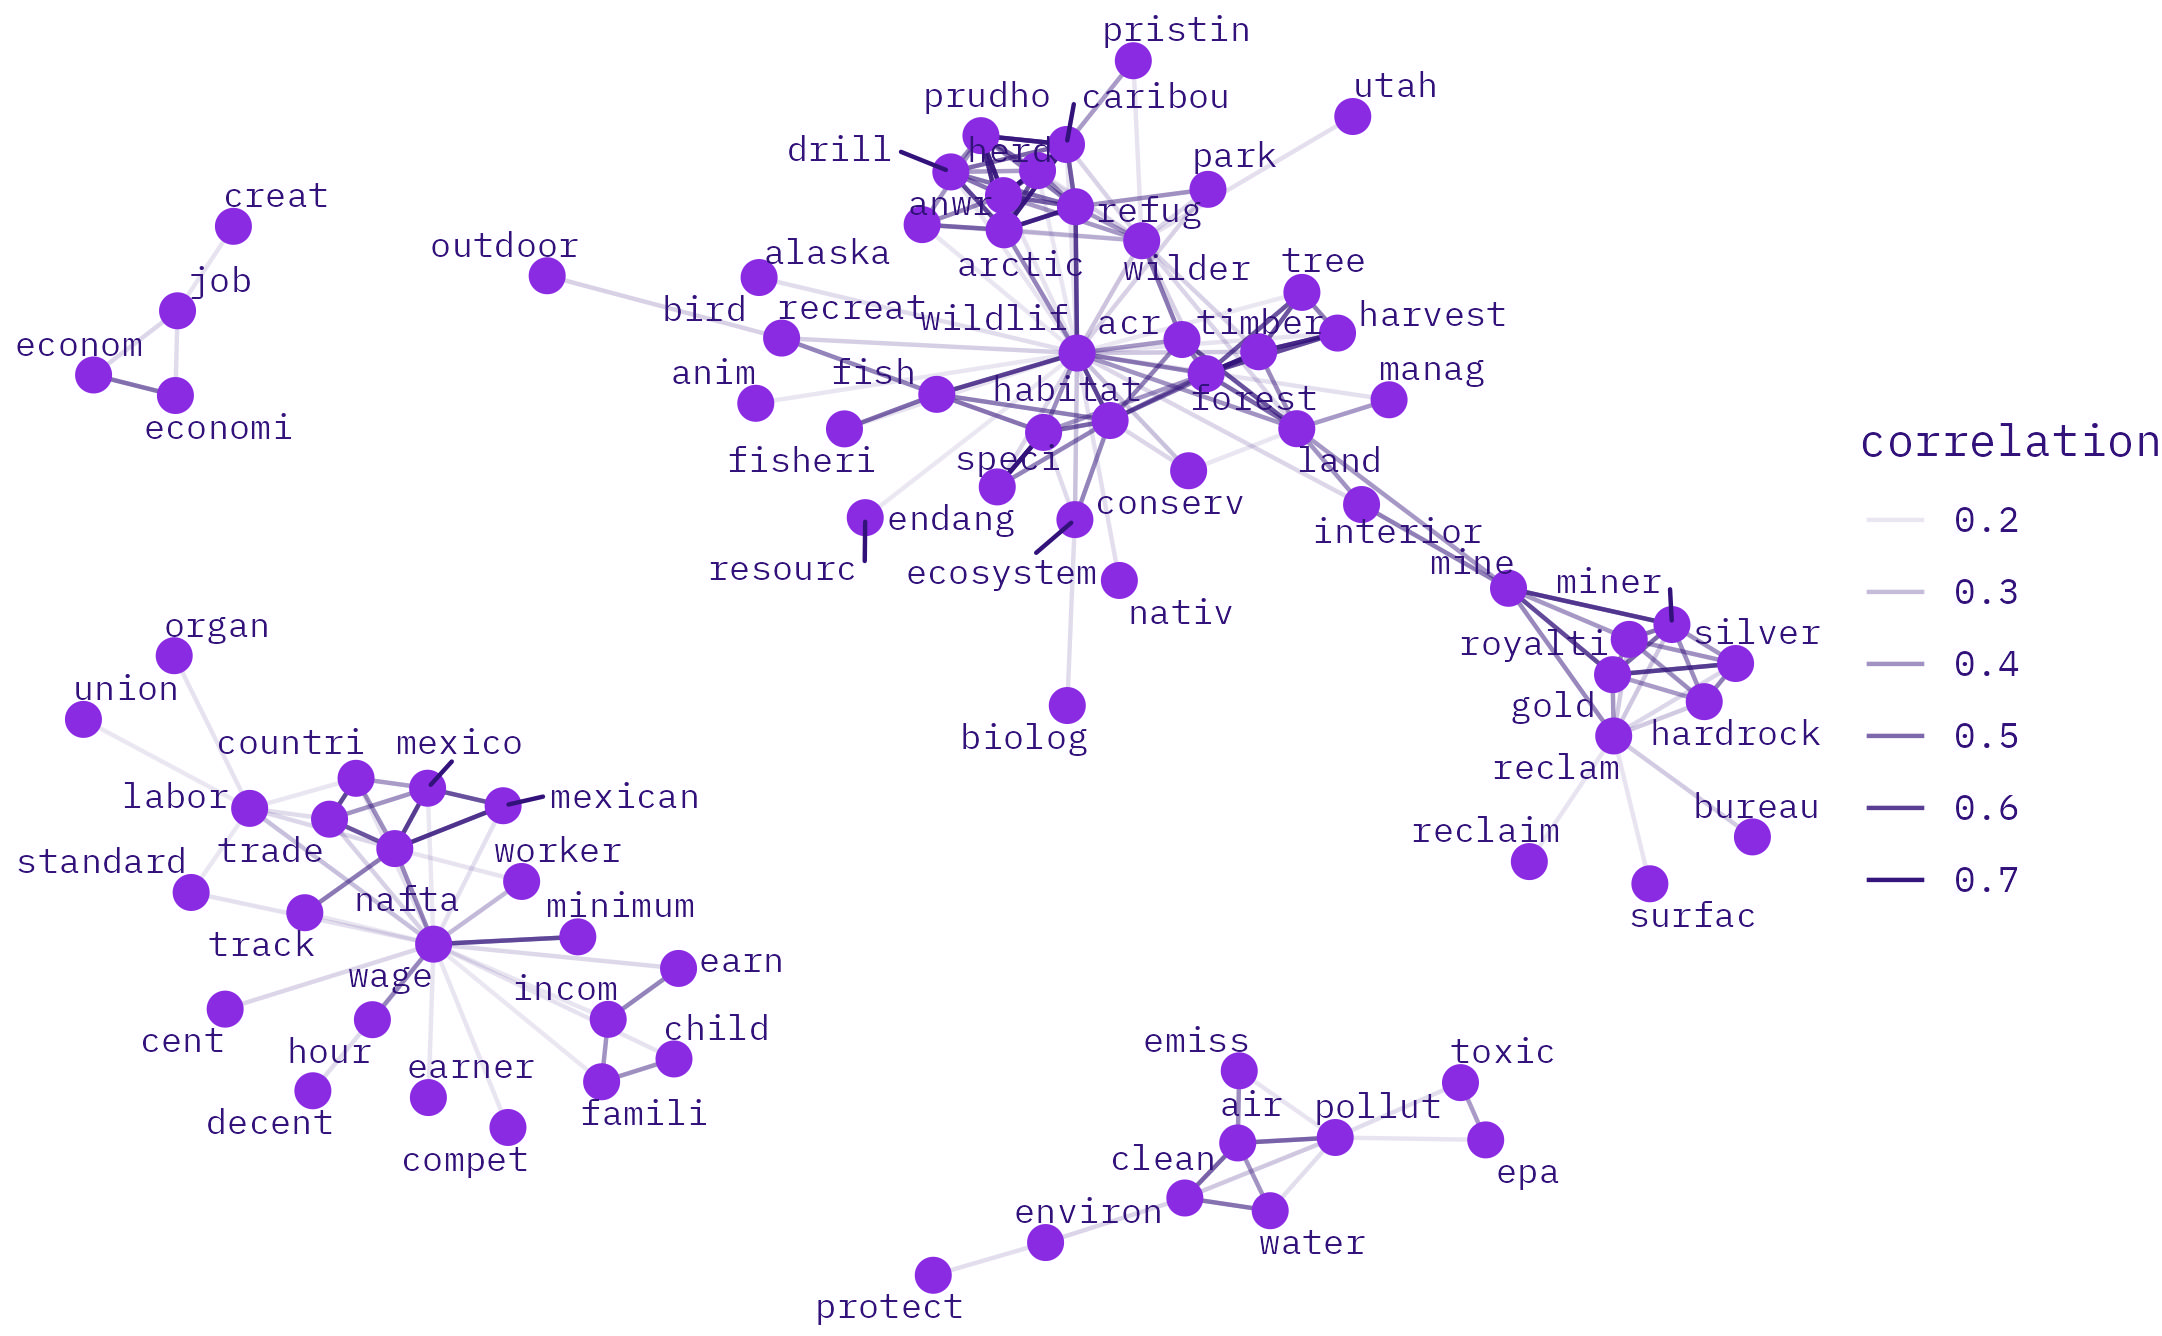 pristin
utah
prudho
caribou
drill
herd
park
creat
anwr
refug
outdoor
alaska
arctic
wilder
tree
job
bird
recreat
wildlif
acr
timber
harvest
econom
anim
fish
habitat
forest
manag
economi
fisheri
speci
land
correlation
endang
conserv
interior
0.2
resourc
ecosystem
mine
miner
0.3
nativ
organ
royalti
silver
0.4
union
gold
hardrock
countri
mexico
biolog
reclam
0.5
labor
mexican
bureau
0.6
standard
trade
worker
reclaim
nafta
minimum
surfac
0.7
track
wage
incom
earn
cent
hour
child
emiss
toxic
earner
decent
famili
air
pollut
compet
clean
epa
environ
water
protect